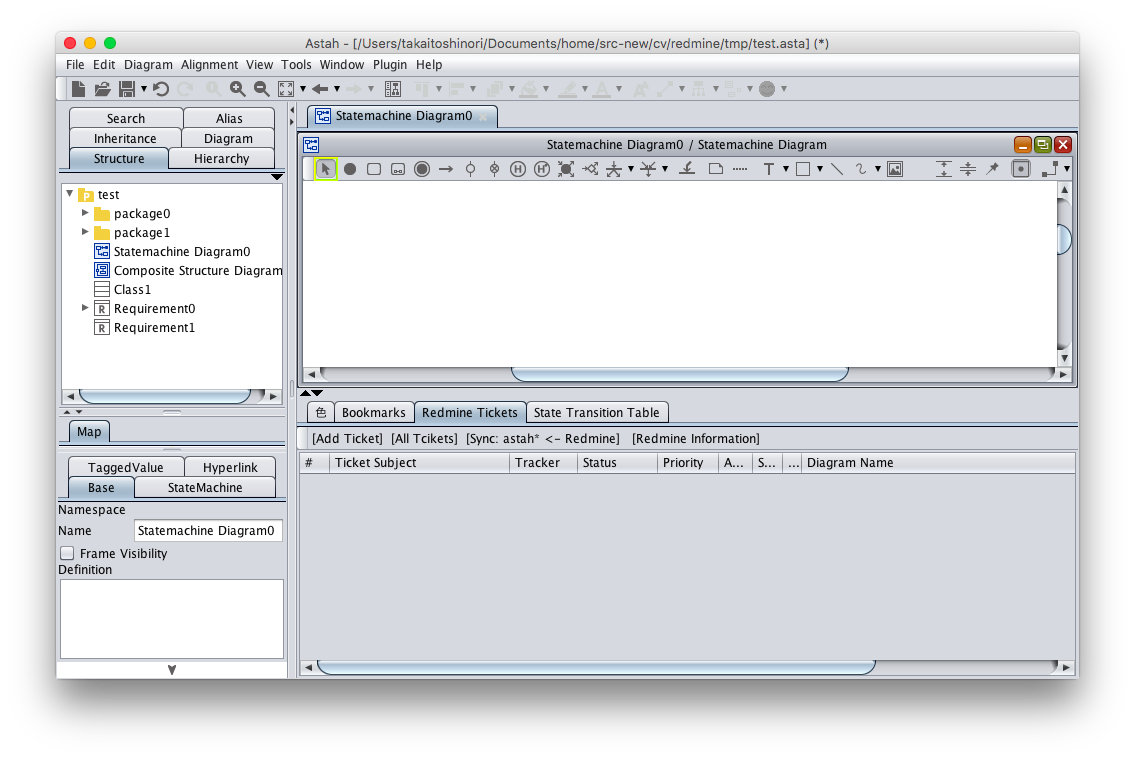 Astah - [/Users/takaitoshinori/Documents/home/src-new/cv/redmine/tmp/test.asta] (*)
File Edit Diagram Alignment View Tools Window Plugin Help
Search Alias
Inheritance Diagram
Structure Hierarchy
test
package0
package1
Statemachine Diagram0
Composite Structure Diagram
Class1
R Requirement0
R Requirement1
Map
TaggedValue Hyperlink
Base StateMachine
Namespace
Name Statemachine Diagram0
Frame Visibility
Definition
Statemachine Diagram0
Statemachine Diagram0 / Statemachine Diagram
H H* T
色 Bookmarks Redmine Tickets State Transition Table
[Add Ticket] [All Tcikets] [Sync: astah* <- Redmine] [Redmine Information]
# Ticket Subject Tracker Status Priority A... S... ... Diagram Name